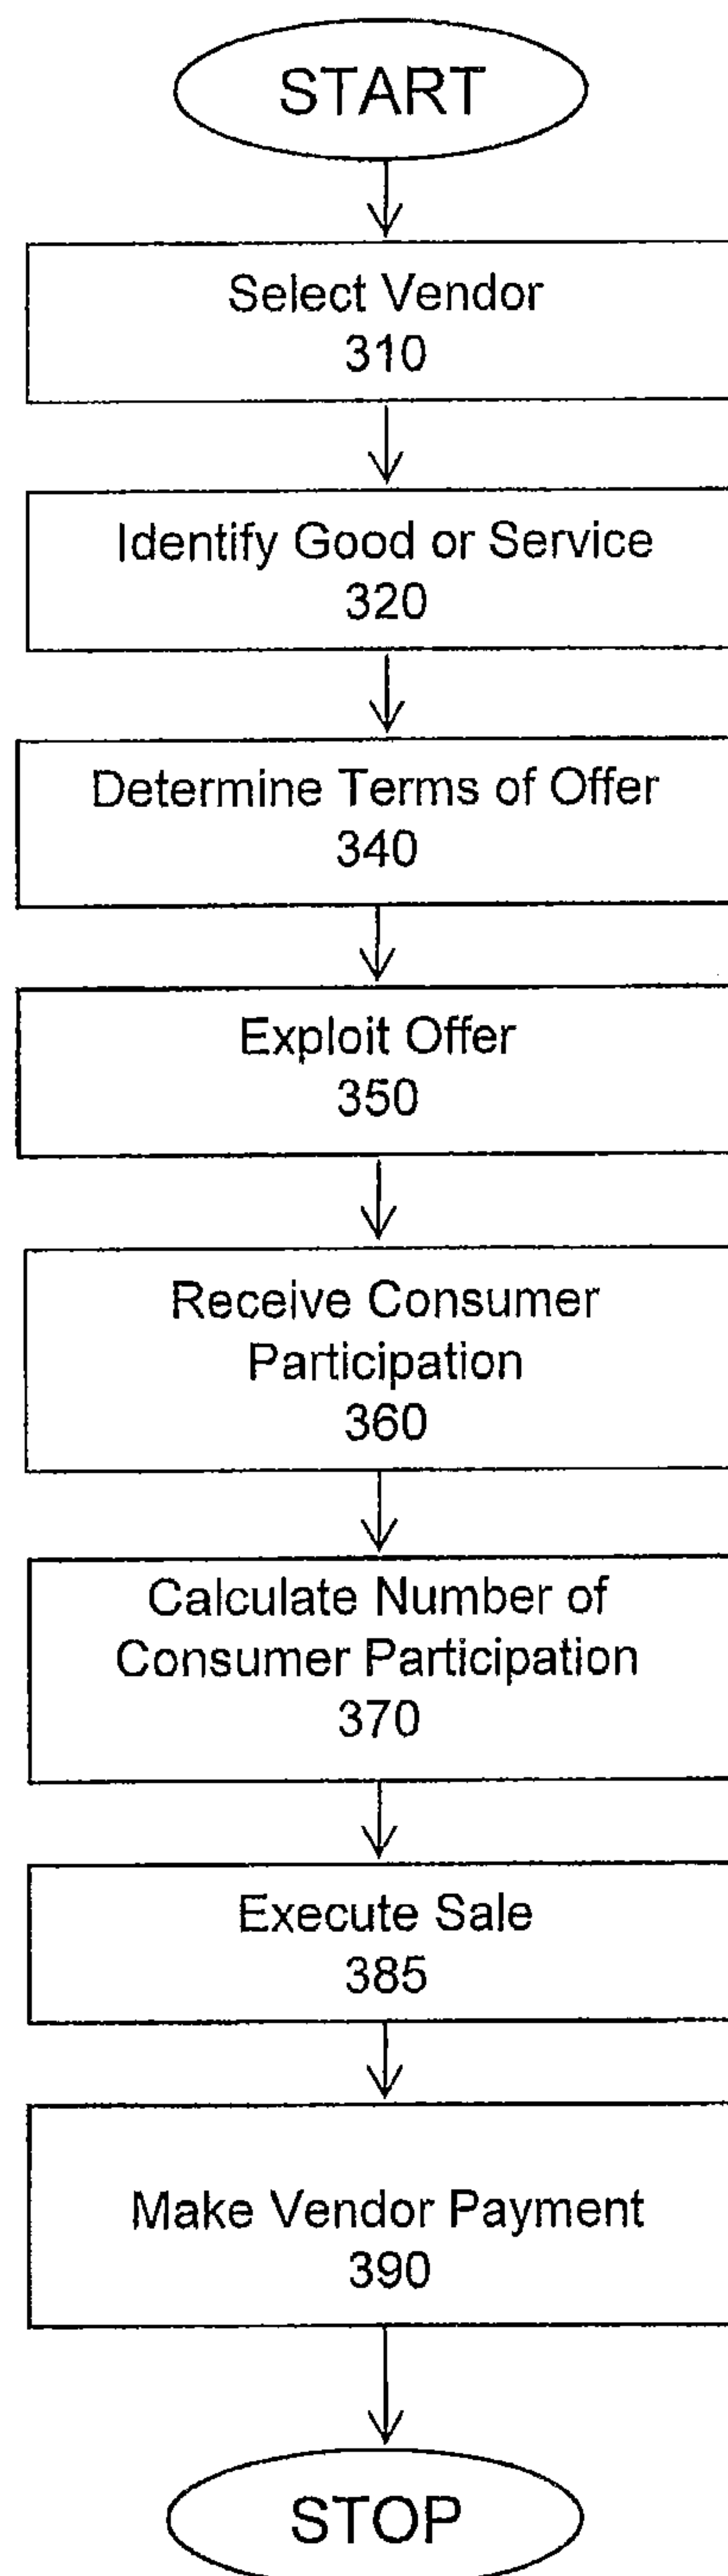 START
Select Vendor
310
Identify Good or Service
320
Determine Terms of Offer
340
Exploit Offer
350
Receive Consumer
Participation
360
Calculate Number of
Consumer Participation
370
Execute Sale
385
Make Vendor Payment
390
STOP